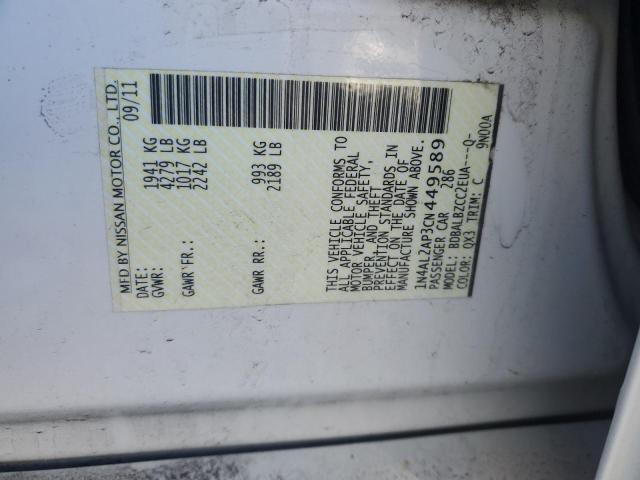 MFD BY NISSAN MOTOR CO., LTD.
DATE: 09/11
GVWR: 1941 KG
4279 LB
GAWR FR.: 1017 KG
2242 LB
GAWR RR.: 993 KG
2189 LB
THIS VEHICLE CONFORMS TO
ALL APPLICABLE FEDERAL
MOTOR VEHICLE SAFETY,
BUMPER, AND THEFT
PREVENTION STANDARDS IN
EFFECT ON THE DATE OF
MANUFACTURE SHOWN ABOVE.
1N4AL2AP3CN449589
PASSENGER CAR 286
MODEL: BDBALBZCC2EUA----Q-
COLOR: QX3 TRIM: C 9N00A